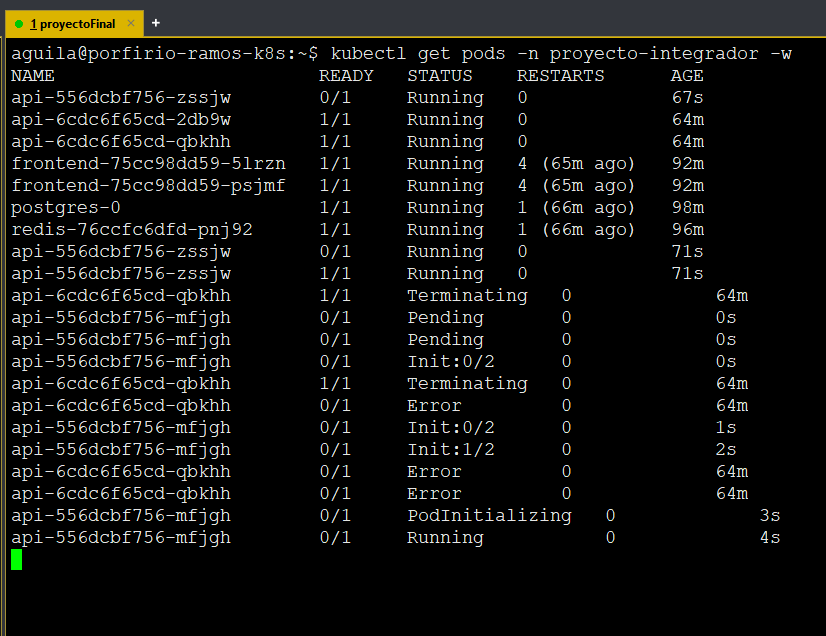 1 proyectoFinal × +
aguila@porfirio-ramos-k8s:~$ kubectl get pods -n proyecto-integrador -w
NAME READY STATUS RESTARTS AGE
api-556dcbf756-zssjw 0/1 Running 0 67s
api-6cdc6f65cd-2db9w 1/1 Running 0 64m
api-6cdc6f65cd-qbkhh 1/1 Running 0 64m
frontend-75cc98dd59-5lrzn 1/1 Running 4 (65m ago) 92m
frontend-75cc98dd59-psjmf 1/1 Running 4 (65m ago) 92m
postgres-0 1/1 Running 1 (66m ago) 98m
redis-76ccfc6dfd-pnj92 1/1 Running 1 (66m ago) 96m
api-556dcbf756-zssjw 0/1 Running 0 71s
api-556dcbf756-zssjw 1/1 Running 0 71s
api-6cdc6f65cd-qbkhh 1/1 Terminating 0 64m
api-556dcbf756-mfjgh 0/1 Pending 0 0s
api-556dcbf756-mfjgh 0/1 Pending 0 0s
api-556dcbf756-mfjgh 0/1 Init:0/2 0 0s
api-6cdc6f65cd-qbkhh 1/1 Terminating 0 64m
api-6cdc6f65cd-qbkhh 0/1 Error 0 64m
api-556dcbf756-mfjgh 0/1 Init:0/2 0 1s
api-556dcbf756-mfjgh 0/1 Init:1/2 0 2s
api-6cdc6f65cd-qbkhh 0/1 Error 0 64m
api-6cdc6f65cd-qbkhh 0/1 Error 0 64m
api-556dcbf756-mfjgh 0/1 PodInitializing 0 3s
api-556dcbf756-mfjgh 0/1 Running 0 4s